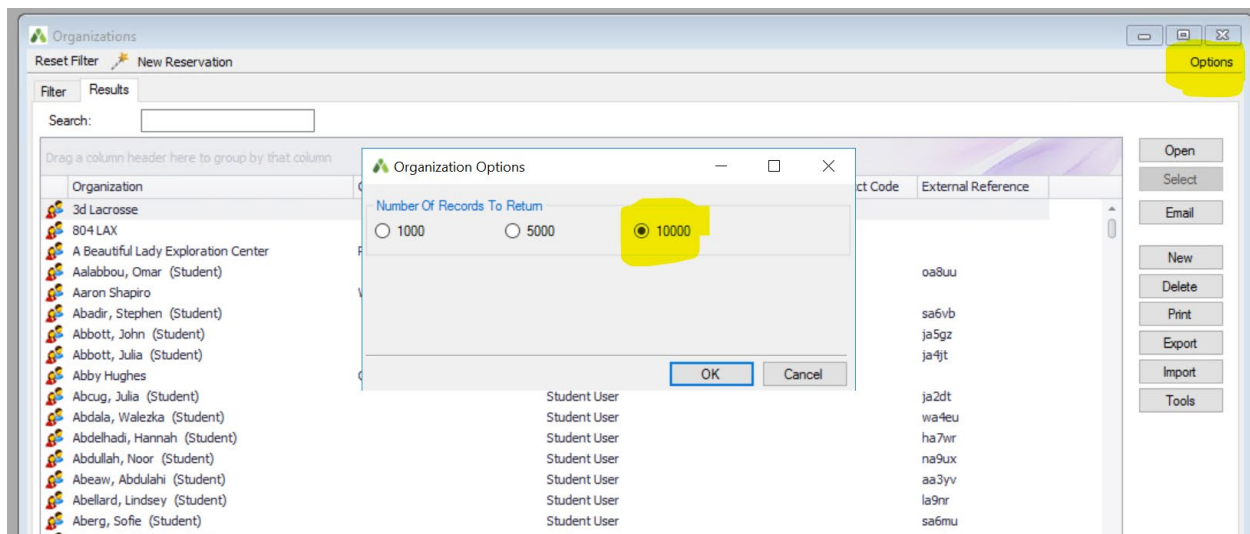 Organizations
Reset Filter New Reservation Options
Filter Results
Search:
Drag a column header here to group by that column
Organization ct Code External Reference
3d Lacrosse
804 LAX
A Beautiful Lady Exploration Center
Aalabbou, Omar (Student) oa8uu
Aaron Shapiro
Abadir, Stephen (Student) sa6vb
Abbott, John (Student) ja5gz
Abbott, Julia (Student) ja4jt
Abby Hughes
Abcug, Julia (Student) Student User ja2dt
Abdala, Walezka (Student) Student User wa4eu
Abdelhadi, Hannah (Student) Student User ha7wr
Abdullah, Noor (Student) Student User na9ux
Abeaw, Abdulahi (Student) Student User aa3yv
Abellard, Lindsey (Student) Student User la9nr
Aberg, Sofie (Student) Student User sa6mu
Organization Options
Number Of Records To Return
1000 5000 10000
OK Cancel
Open
Select
Email
New
Delete
Print
Export
Import
Tools